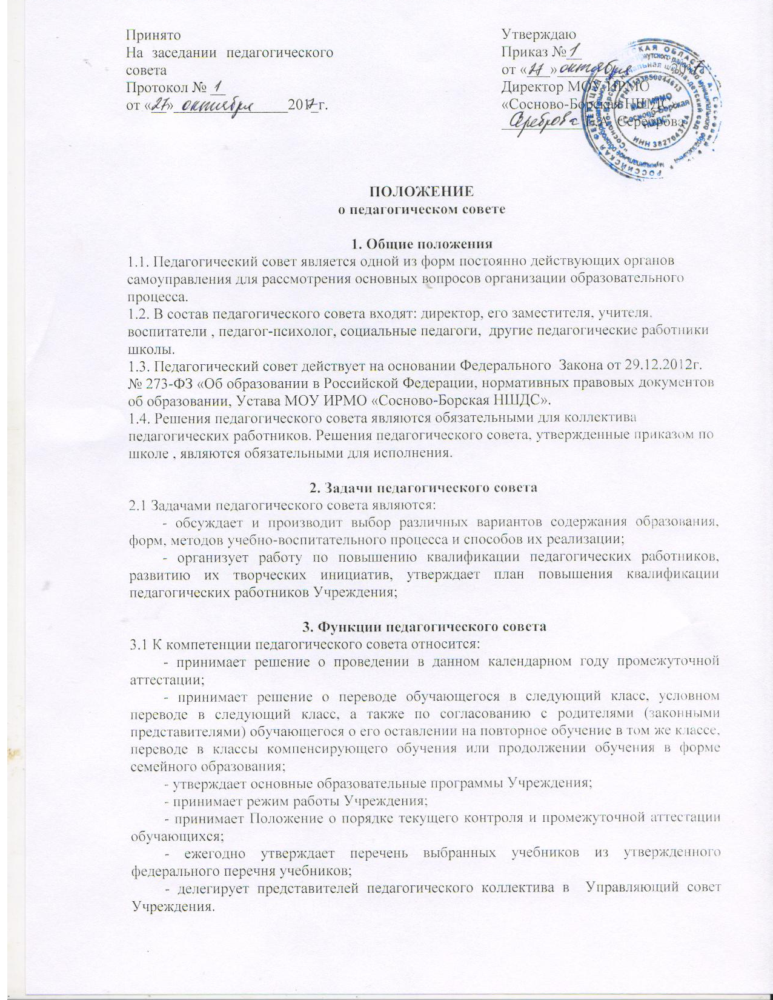 Принято
На заседании педагогического
совета
Протокол № 1
от «27» октября 2017 г.
Утверждаю
Приказ № 1
от «27» октября 2017
Директор МОУ ИРМО
«Сосново-Борская НШДС»
Сереброва Е.А. Сереброва
МОУ ИРМО
"Сосново-Борская
НШДС"
РОССИЙСКАЯ ФЕДЕРАЦИЯ
ПОЛОЖЕНИЕ
о педагогическом совете
1. Общие положения
1.1. Педагогический совет является одной из форм постоянно действующих органов
самоуправления для рассмотрения основных вопросов организации образовательного
процесса.
1.2. В состав педагогического совета входят: директор, его заместителя, учителя,
воспитатели , педагог-психолог, социальные педагоги, другие педагогические работники
школы.
1.3. Педагогический совет действует на основании Федерального Закона от 29.12.2012г.
№ 273-ФЗ «Об образовании в Российской Федерации, нормативных правовых документов
об образовании, Устава МОУ ИРМО «Сосново-Борская НШДС».
1.4. Решения педагогического совета являются обязательными для коллектива
педагогических работников. Решения педагогического совета, утвержденные приказом по
школе , являются обязательными для исполнения.
2. Задачи педагогического совета
2.1 Задачами педагогического совета являются:
- обсуждает и производит выбор различных вариантов содержания образования,
форм, методов учебно-воспитательного процесса и способов их реализации;
- организует работу по повышению квалификации педагогических работников,
развитию их творческих инициатив, утверждает план повышения квалификации
педагогических работников Учреждения;
3. Функции педагогического совета
3.1 К компетенции педагогического совета относится:
- принимает решение о проведении в данном календарном году промежуточной
аттестации;
- принимает решение о переводе обучающегося в следующий класс, условном
переводе в следующий класс, а также по согласованию с родителями (законными
представителями) обучающегося о его оставлении на повторное обучение в том же классе,
переводе в классы компенсирующего обучения или продолжении обучения в форме
семейного образования;
- утверждает основные образовательные программы Учреждения;
- принимает режим работы Учреждения;
- принимает Положение о порядке текущего контроля и промежуточной аттестации
обучающихся;
- ежегодно утверждает перечень выбранных учебников из утвержденного
федерального перечня учебников;
- делегирует представителей педагогического коллектива в Управляющий совет
Учреждения.